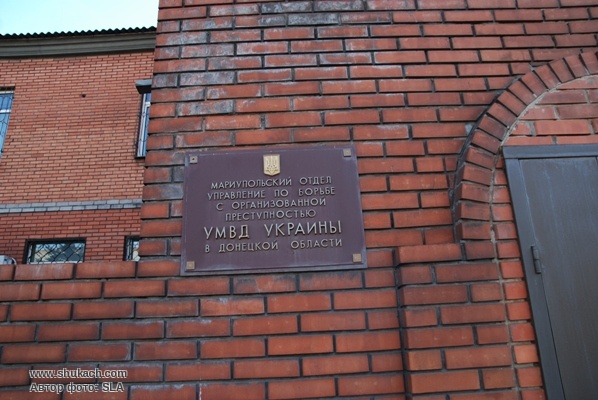 МАРИУПОЛЬСКИЙ ОТДЕЛ
УПРАВЛЕНИЕ ПО БОРЬБЕ
С ОРГАНИЗОВАННОЙ
ПРЕСТУПНОСТЬЮ
УМВД УКРАИНЫ
В ДОНЕЦКОЙ ОБЛАСТИ
www.shukach.com
Автор фото: SLA